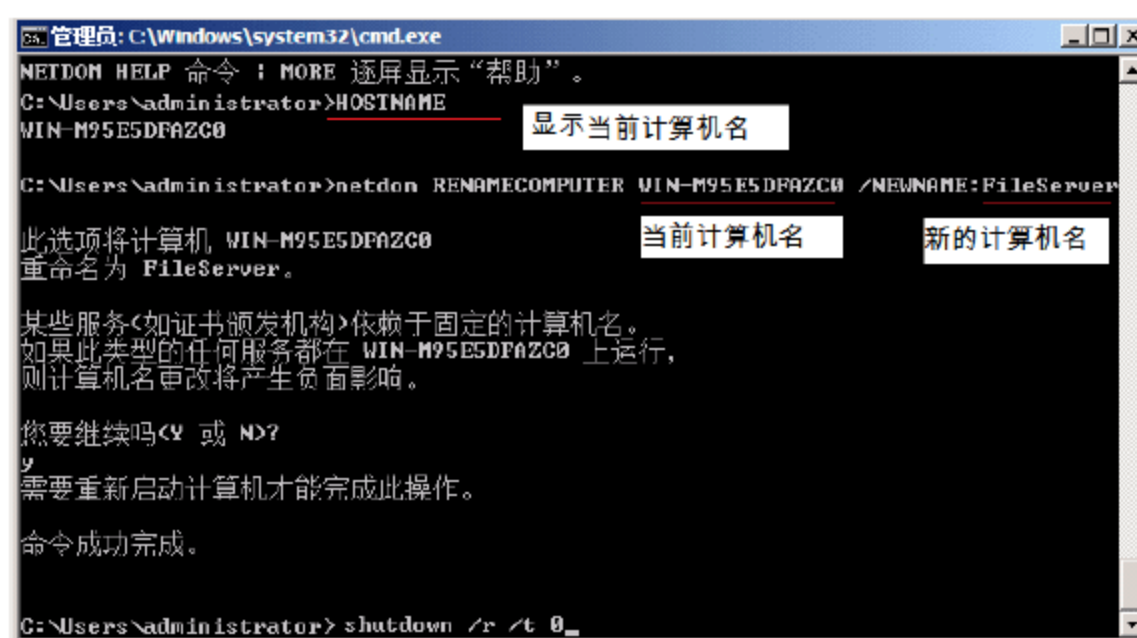 管理员: C:\Windows\system32\cmd.exe
NETDOM HELP 命令 | MORE 逐屏显示“帮助”。
C:\Users\administrator>HOSTNAME
WIN-M95E5DFAZC0
显示当前计算机名
C:\Users\administrator>netdom RENAMECOMPUTER WIN-M95E5DFAZC0 /NEWNAME:FileServer
当前计算机名
新的计算机名
此选项将计算机 WIN-M95E5DFAZC0
重命名为 FileServer。
某些服务(如证书颁发机构)依赖于固定的计算机名。
如果此类型的任何服务都在 WIN-M95E5DFAZC0 上运行,
则计算机名更改将产生负面影响。
您要继续吗(Y 或 N)?
y
需要重新启动计算机才能完成此操作。
命令成功完成。
C:\Users\administrator>shutdown /r /t 0_